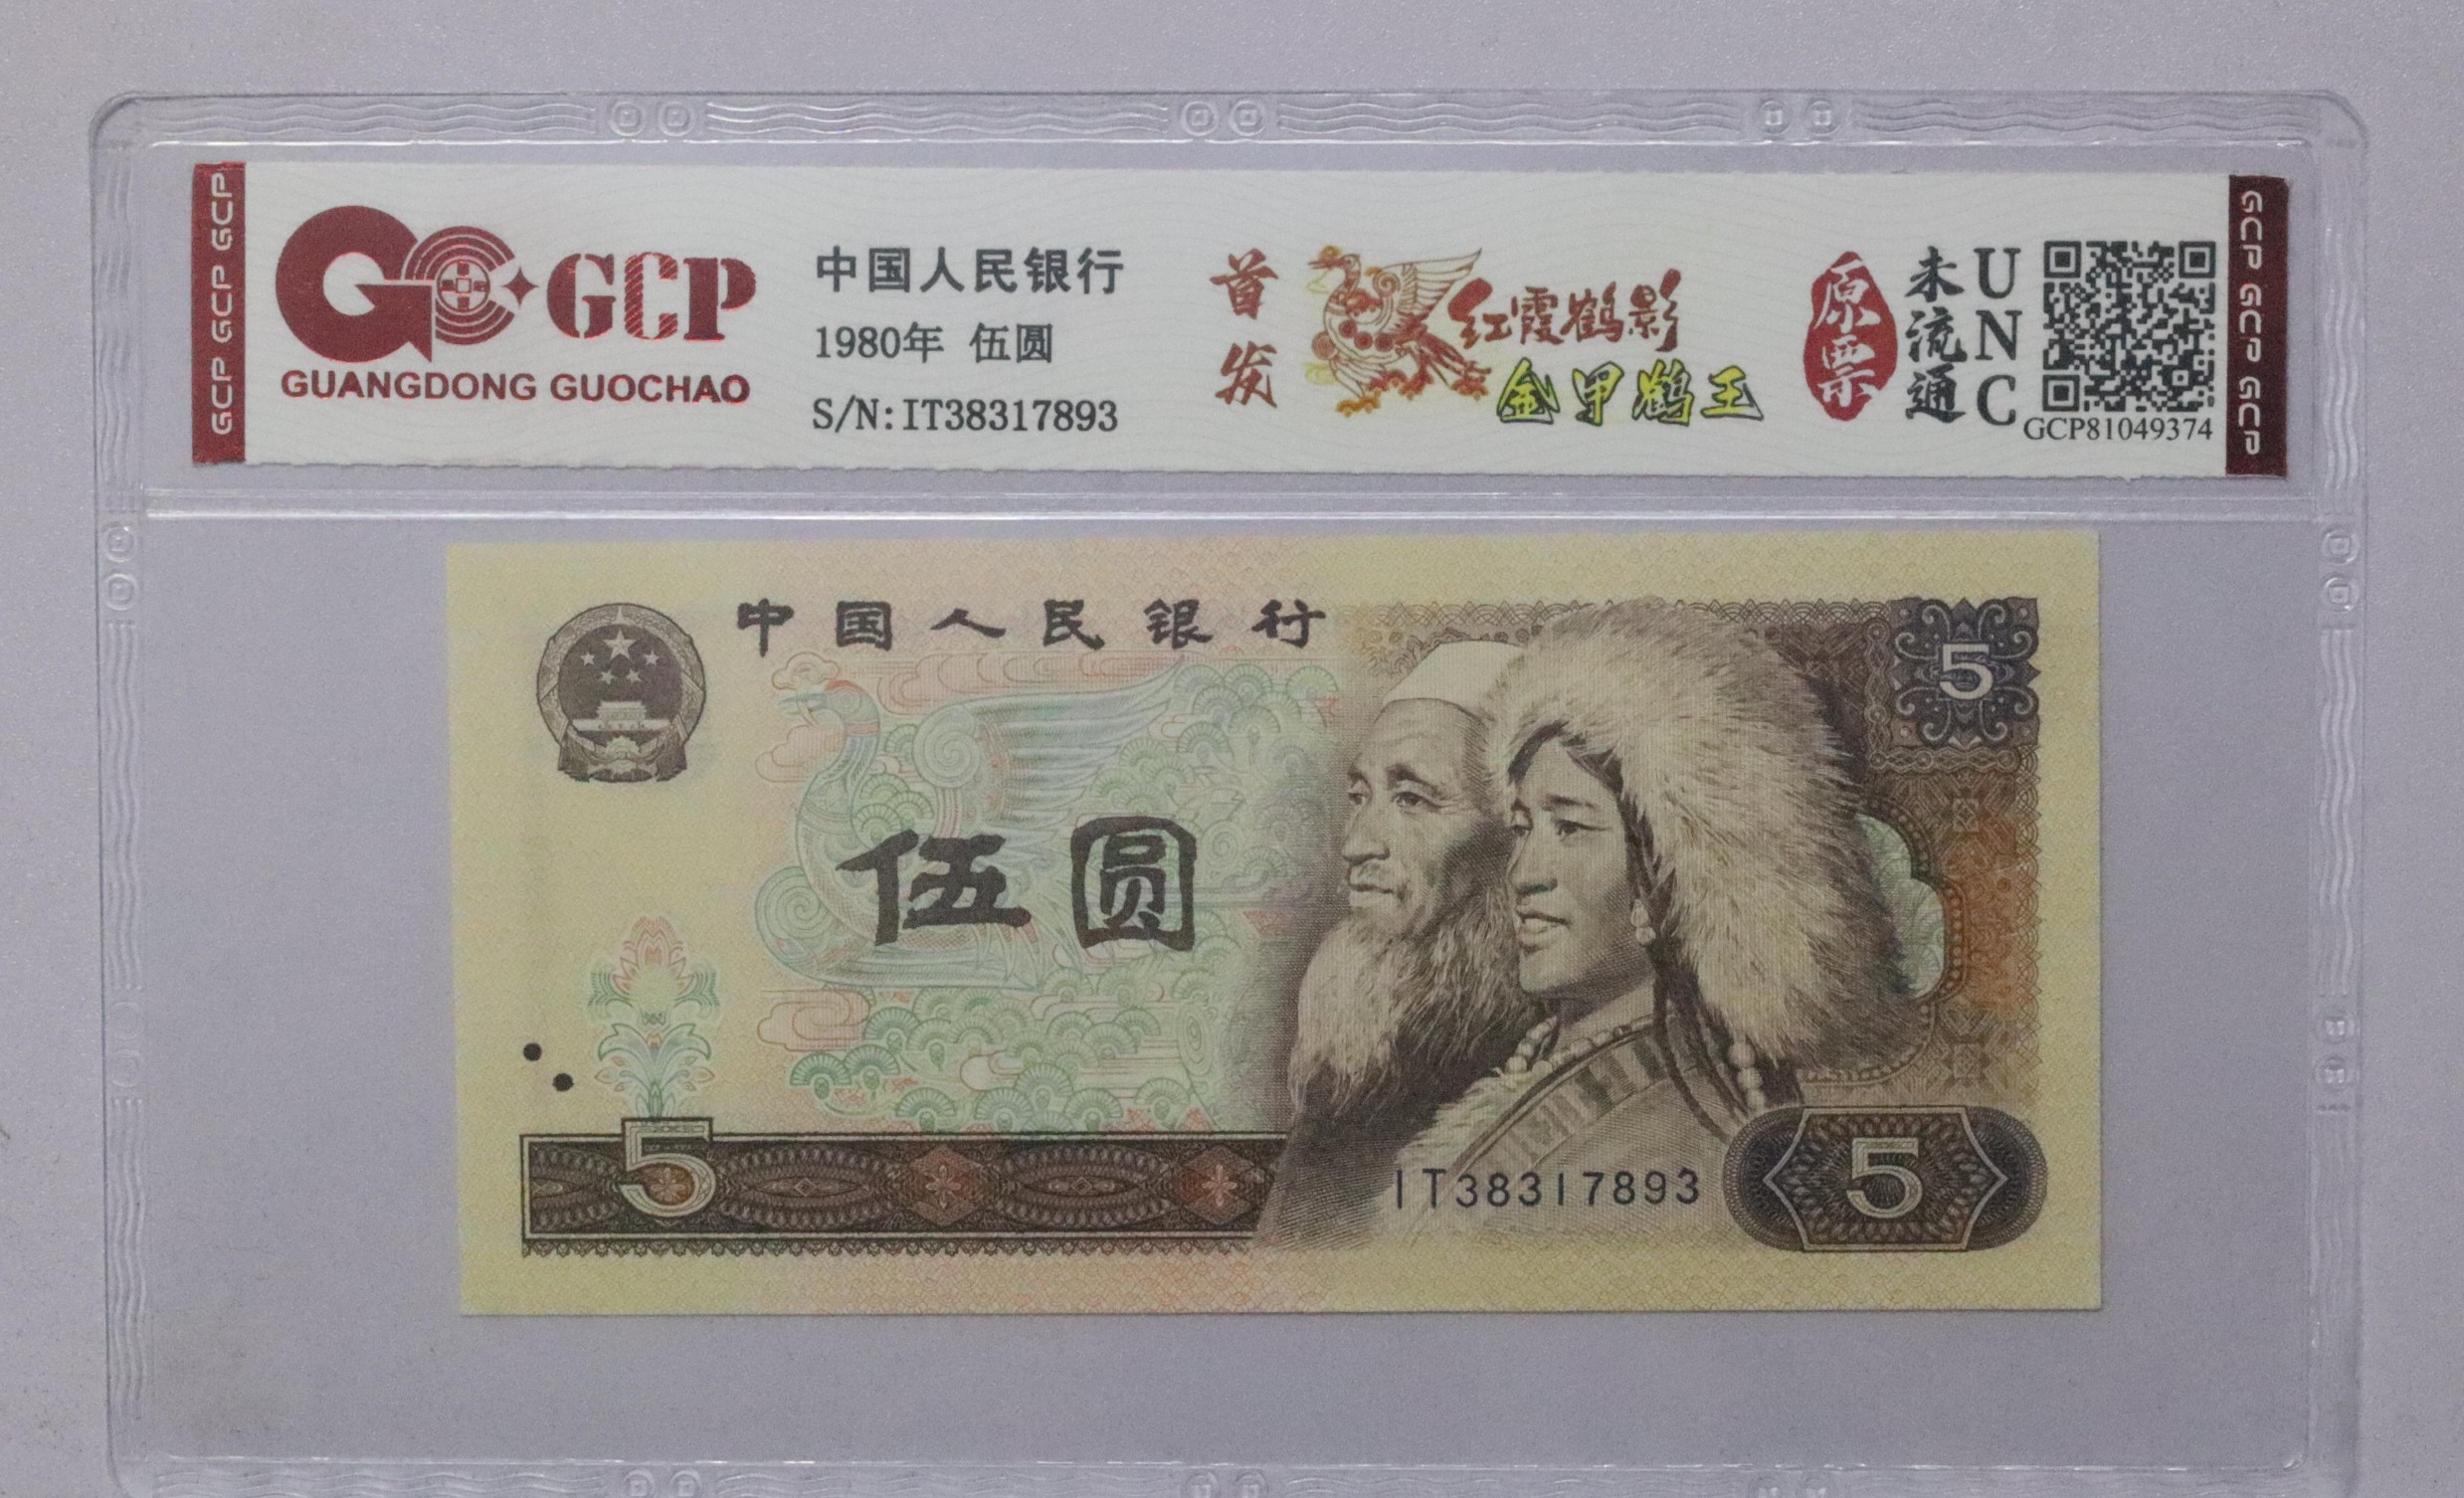 GCP GCP GCP
GCP
GUANGDONG GUOCHAO
中国人民银行
1980年 伍圆
S/N:IT38317893
首发
红霞鹤影
金甲鹤王
原票
未流通
UNC
GCP81049374
GCP GCP GCP
中国人民银行
5
伍圆
5
IT38317893
5